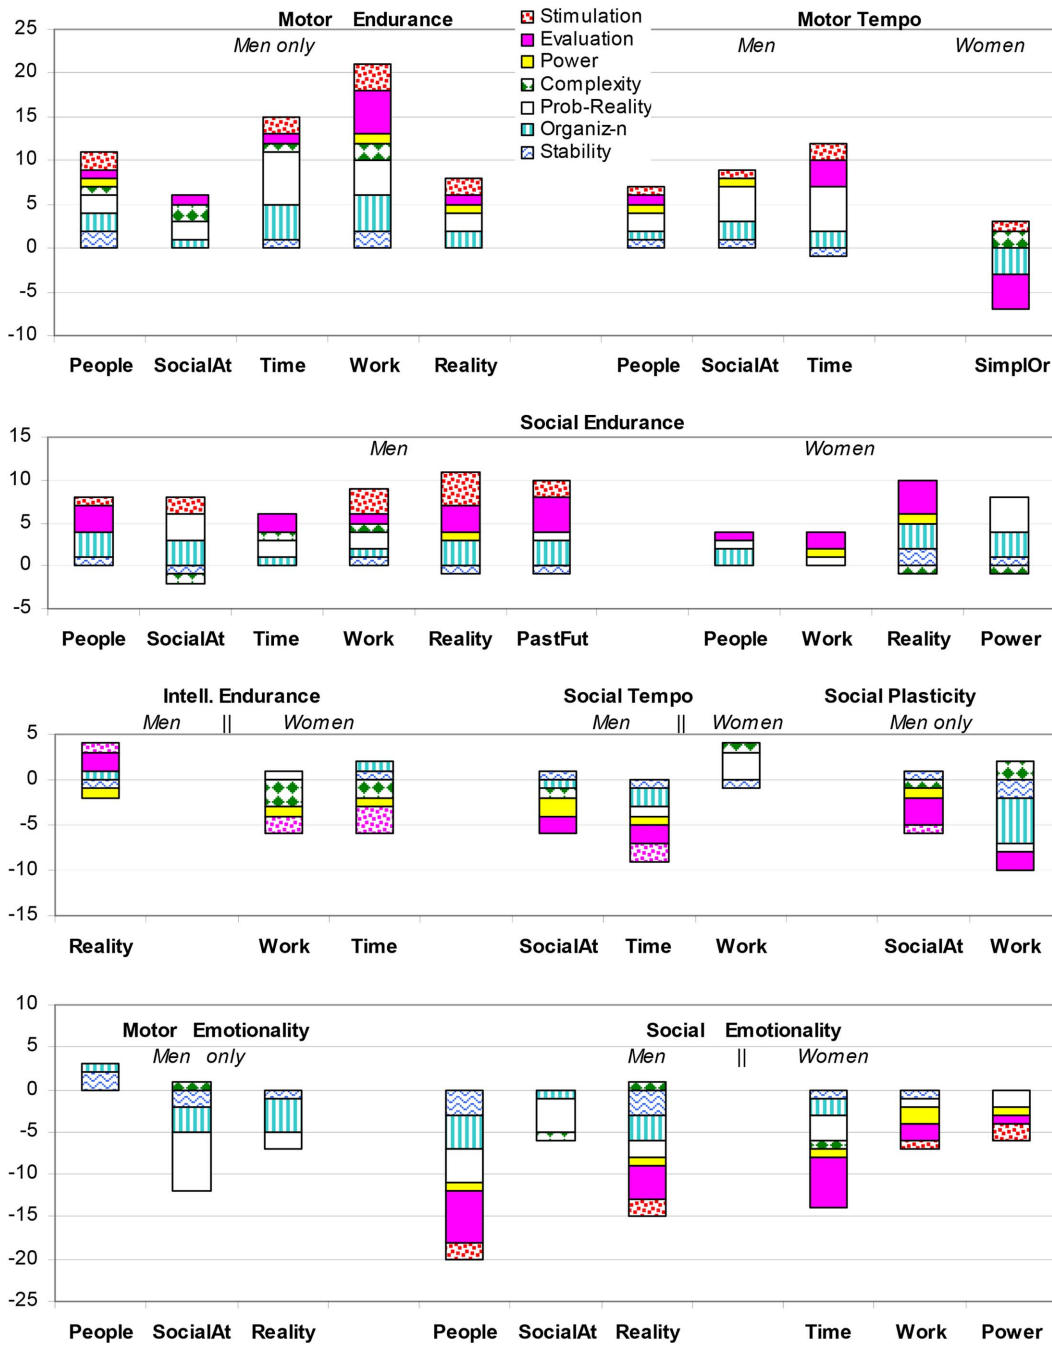 Motor Endurance
Motor Tempo
Men only
Men
Women
Stimulation
Evaluation
Power
Complexity
Prob-Reality
Organiz-n
Stability
25
20
15
10
5
0
-5
-10
People SocialAt Time Work Reality People SocialAt Time SimplOr
Social Endurance
Men Women
15
10
5
0
-5
People SocialAt Time Work Reality PastFut People Work Reality Power
Intell. Endurance Social Tempo Social Plasticity
Men || Women Men || Women Men only
5
0
-5
-10
-15
Reality Work Time SocialAt Time Work SocialAt Work
10
5
0
-5
-10
-15
-20
-25
Motor Emotionality Social Emotionality
Men only Men || Women
People SocialAt Reality People SocialAt Reality Time Work Power